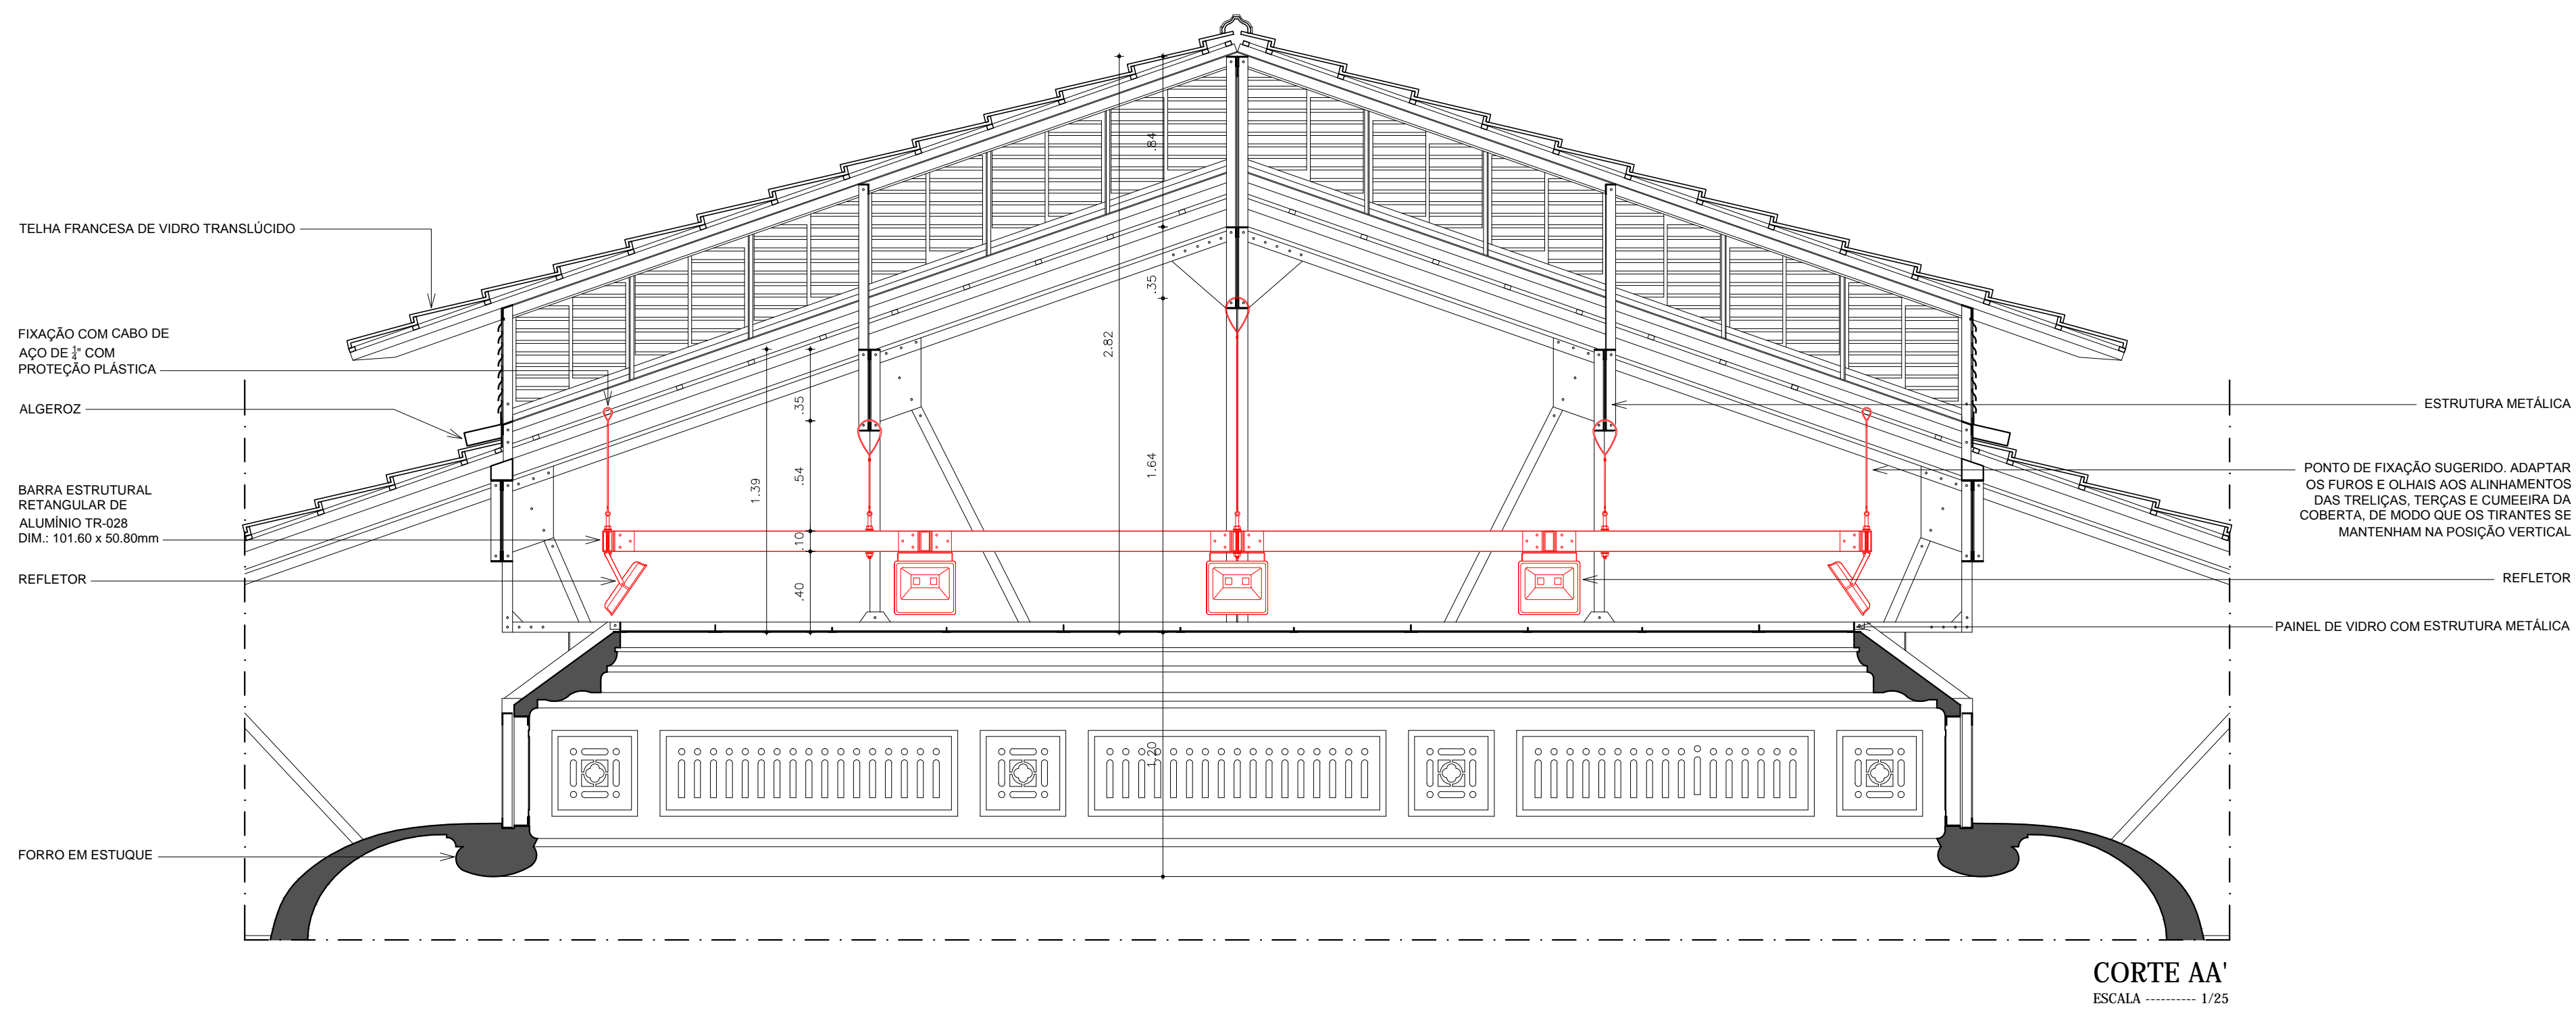 TELHA FRANCESA DE VIDRO TRANSLÚCIDO
FIXAÇÃO COM CABO DE
AÇO DE 1/4" COM
PROTEÇÃO PLÁSTICA
ALGEROZ
BARRA ESTRUTURAL
RETANGULAR DE
ALUMÍNIO TR-028
DIM.: 101.60 x 50.80mm
REFLETOR
FORRO EM ESTUQUE
.84
.35
2.82
1.64
.35
.54
1.39
.10
.40
1.20
ESTRUTURA METÁLICA
PONTO DE FIXAÇÃO SUGERIDO. ADAPTAR
OS FUROS E OLHAIS AOS ALINHAMENTOS
DAS TRELIÇAS, TERÇAS E CUMEEIRA DA
COBERTA, DE MODO QUE OS TIRANTES SE
MANTENHAM NA POSIÇÃO VERTICAL
REFLETOR
PAINEL DE VIDRO COM ESTRUTURA METÁLICA
CORTE AA'
ESCALA ---------- 1/25